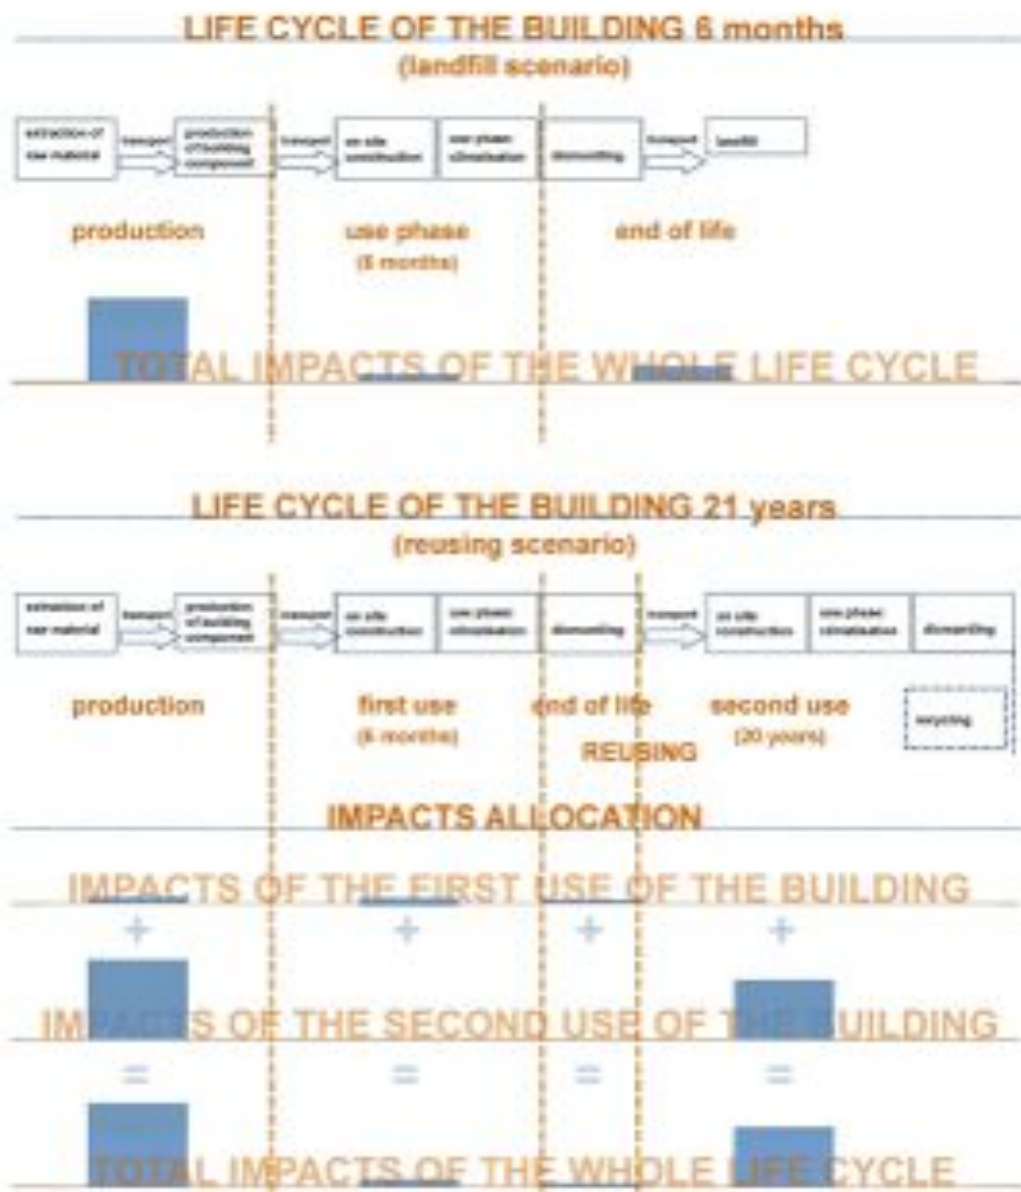 LIFE CYCLE OF THE BUILDING 6 months
(landfill scenario)
extraction of
raw material
transport
production
of building
component
transport
on site
construction
use phase
climatisation
dismantling
transport
landfill
production
use phase
end of life
(6 months)
TOTAL IMPACTS OF THE WHOLE LIFE CYCLE
LIFE CYCLE OF THE BUILDING 21 years
(reusing scenario)
extraction of
raw material
transport
production
of building
component
transport
on site
construction
use phase
climatisation
dismantling
transport
on site
construction
use phase
climatisation
dismantling
production
first use
end of life
second use
(6 months)
(20 years)
recycling
REUSING
IMPACTS ALLOCATION
IMPACTS OF THE FIRST USE OF THE BUILDING
+ + + +
IMPACTS OF THE SECOND USE OF THE BUILDING
= = = =
TOTAL IMPACTS OF THE WHOLE LIFE CYCLE